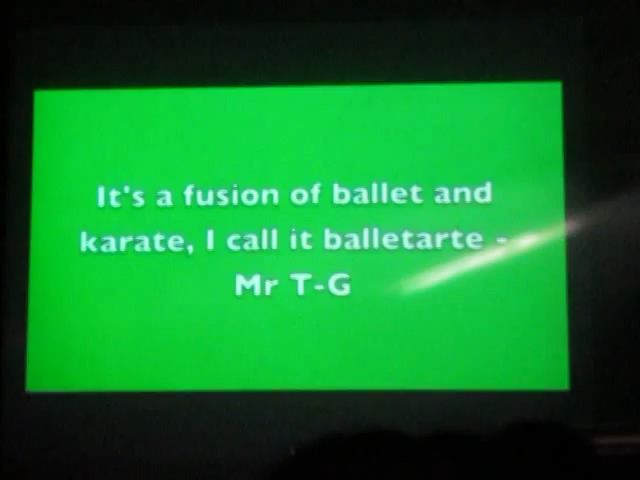 It's a fusion of ballet and
karate, I call it balletarte -
Mr T-G